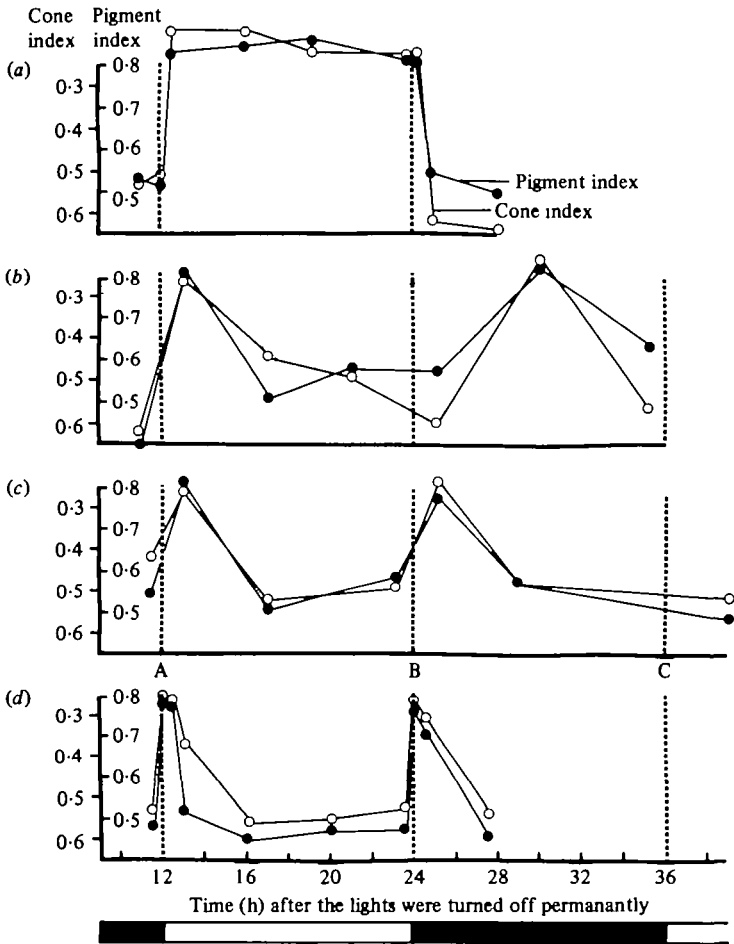 Cone Pigment
index index
(a)
0·3
0·4
0·5
0·6
0·8
0·7
0·6
0·5
Pigment index
Cone index
(b)
0·3
0·4
0·5
0·6
0·8
0·7
0·6
0·5
(c)
0·3
0·4
0·5
0·6
0·8
0·7
0·6
0·5
A B C
(d)
0·3
0·4
0·5
0·6
0·8
0·7
0·6
0·5
12 16 20 24 28 32 36
Time (h) after the lights were turned off permanantly